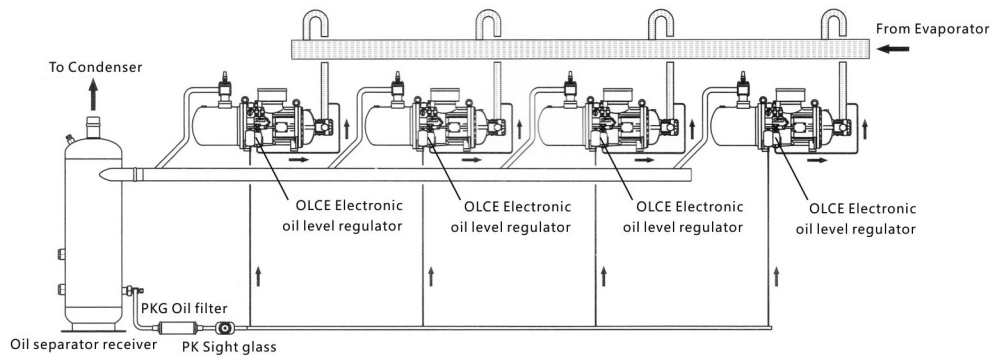 From Evaporator
To Condenser
OLCE Electronic
oil level regulator
OLCE Electronic
oil level regulator
OLCE Electronic
oil level regulator
OLCE Electronic
oil level regulator
PKG Oil filter
Oil separator receiver
PK Sight glass